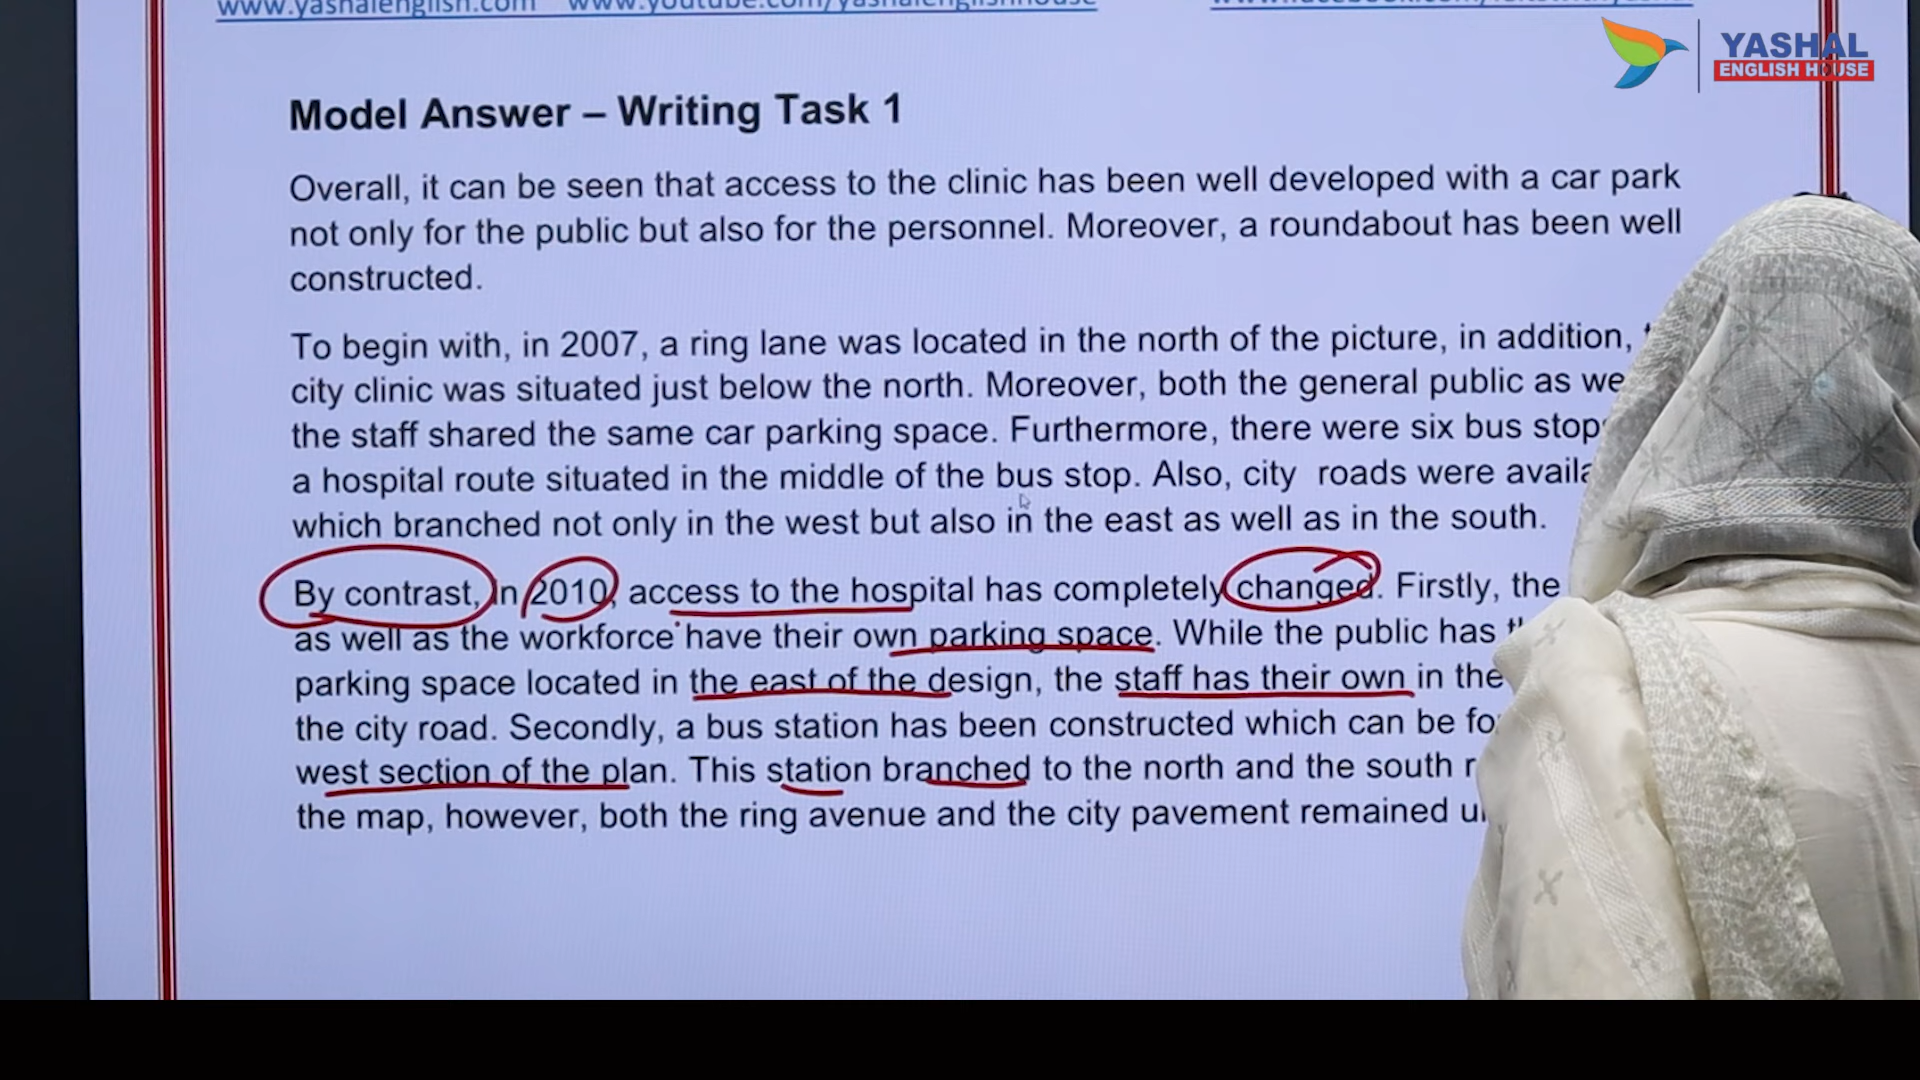 www.yashalenglish.com www.youtube.com/yashalenglishhouse
YASHAL
ENGLISH HOUSE
Model Answer – Writing Task 1
Overall, it can be seen that access to the clinic has been well developed with a car park
not only for the public but also for the personnel. Moreover, a roundabout has been well
constructed.
To begin with, in 2007, a ring lane was located in the north of the picture, in addition,
city clinic was situated just below the north. Moreover, both the general public as
the staff shared the same car parking space. Furthermore, there were six bus
a hospital route situated in the middle of the bus stop. Also, city roads were
which branched not only in the west but also in the east as well as in the south.
By contrast, in 2010, access to the hospital has completely changed. Firstly, the
as well as the workforce have their own parking space. While the public has
parking space located in the east of the design, the staff has their own in the
the city road. Secondly, a bus station has been constructed which can be
west section of the plan. This station branched to the north and the south
the map, however, both the ring avenue and the city pavement remained